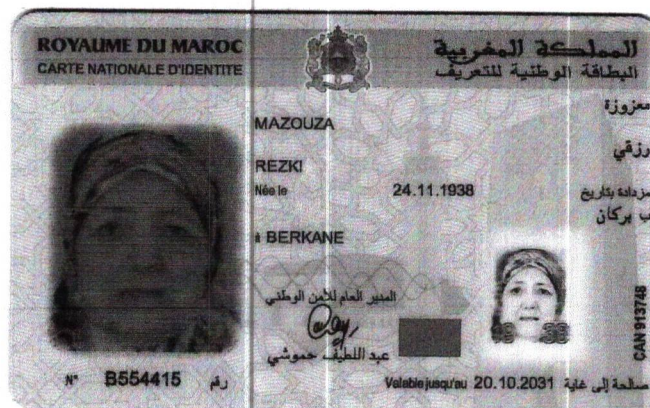 ROYAUME DU MAROC
المملكة المغربية
CARTE NATIONALE D'IDENTITE
البطاقة الوطنية للتعريف
معزوزة
MAZOUZA
رزقي
REZKI
Née le 24.11.1938 مزدادة بتاريخ
ب بركان
à BERKANE
المدير العام للأمن الوطني
عبد اللطيف حموشي
CAN 913748
N° B554415 رقم
Valable jusqu'au 20.10.2031 صالحة إلى غاية